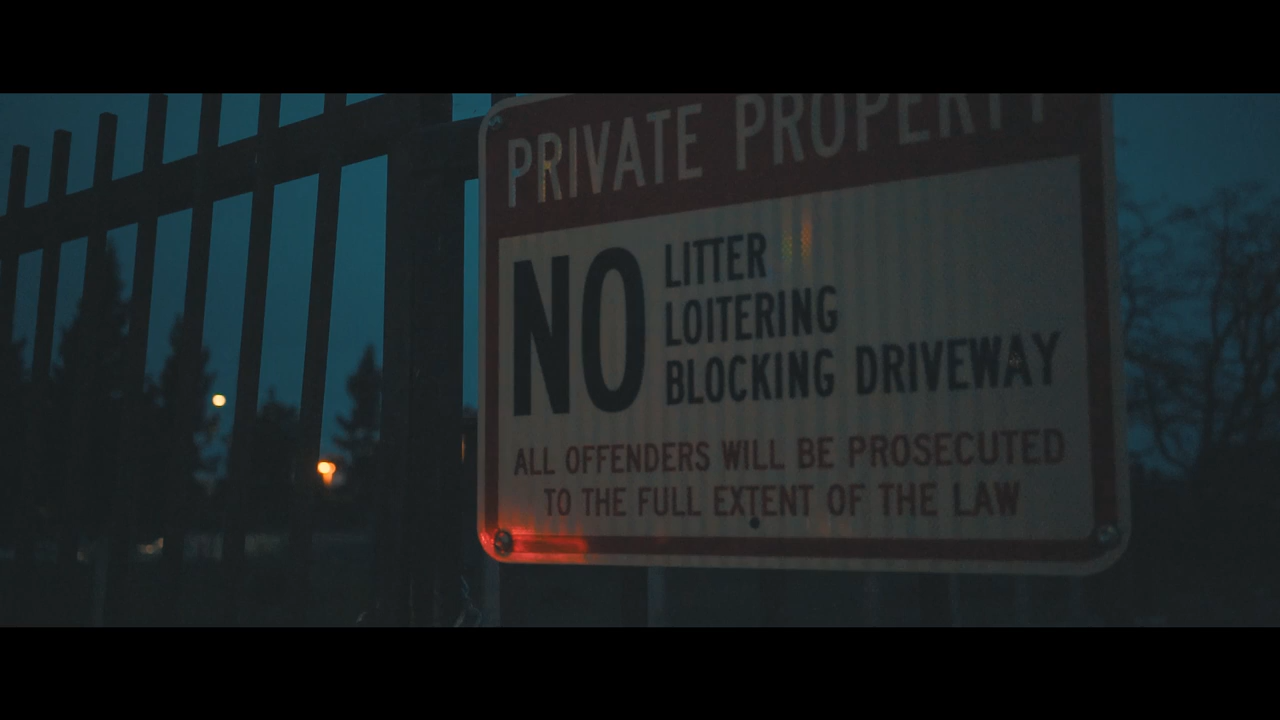 PRIVATE PROPERTY
NO
LITTER
LOITERING
BLOCKING DRIVEWAY
ALL OFFENDERS WILL BE PROSECUTED
TO THE FULL EXTENT OF THE LAW